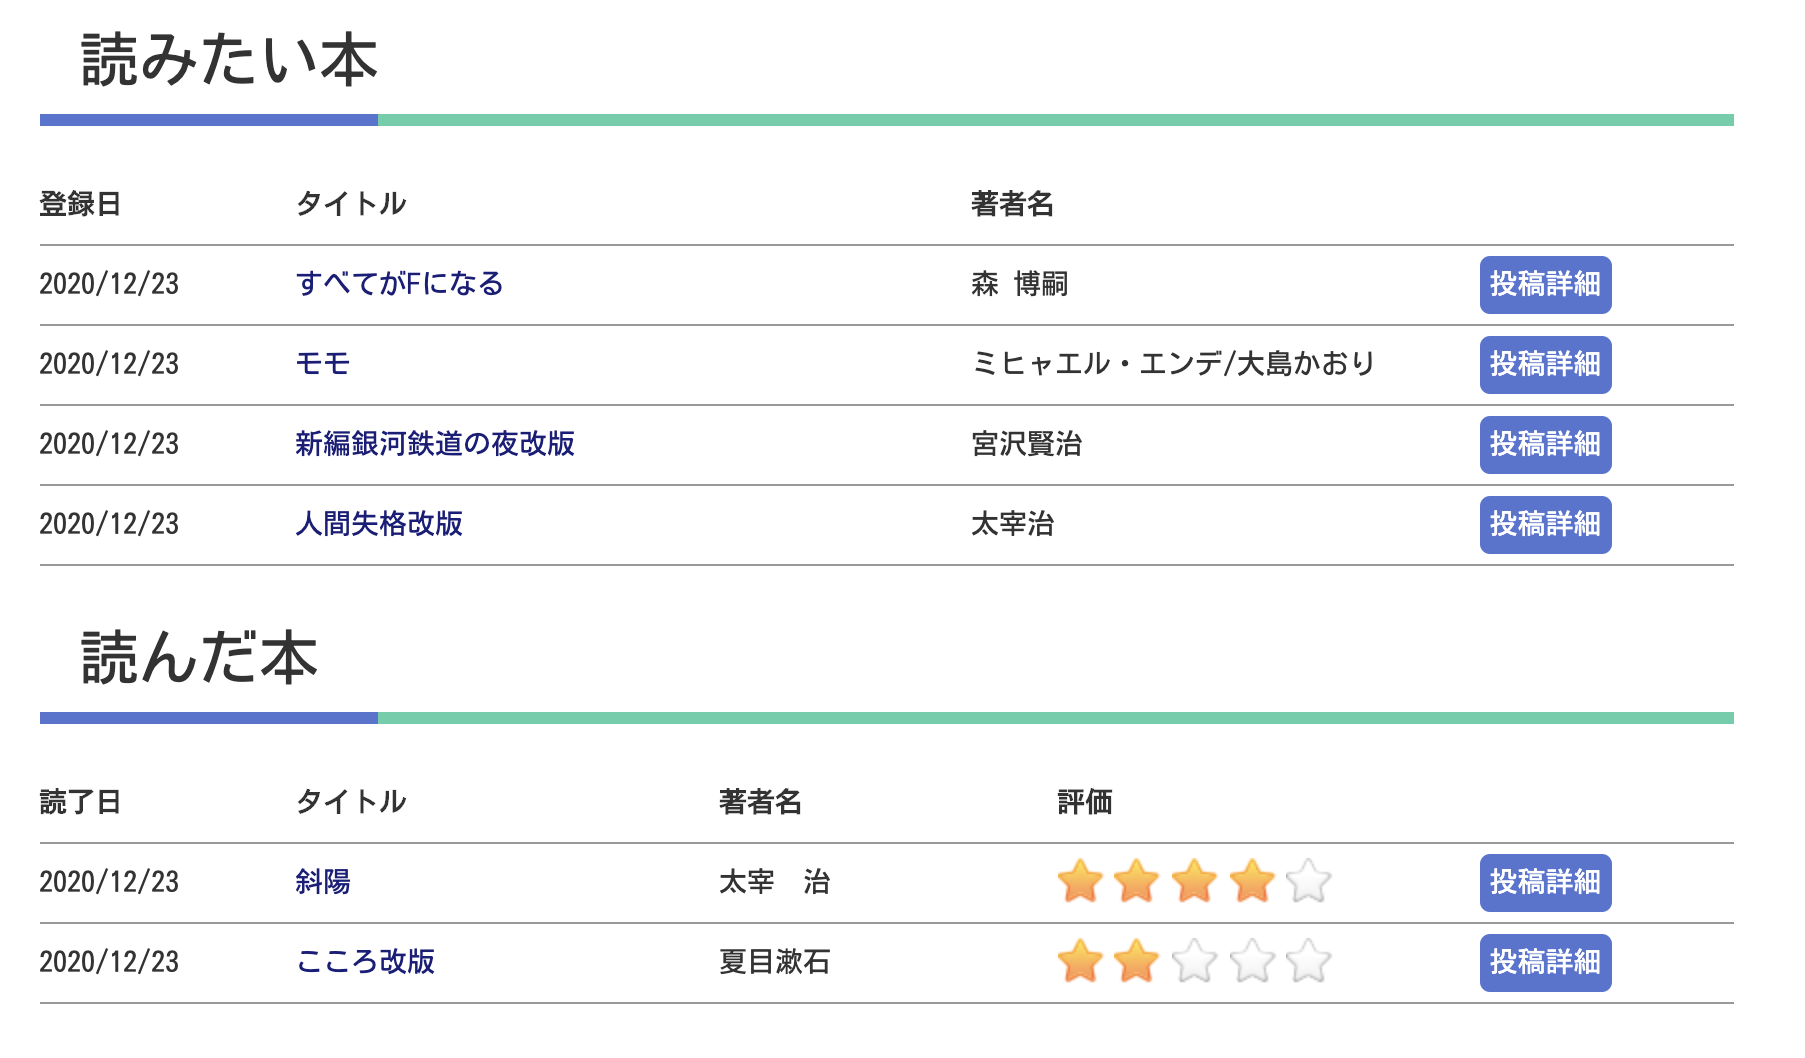 読みたい本
登録日 タイトル 著者名
2020/12/23 すべてがFになる 森 博嗣 投稿詳細
2020/12/23 モモ ミヒャエル・エンデ/大島かおり 投稿詳細
2020/12/23 新編銀河鉄道の夜改版 宮沢賢治 投稿詳細
2020/12/23 人間失格改版 太宰治 投稿詳細
読んだ本
読了日 タイトル 著者名 評価
2020/12/23 斜陽 太宰　治 投稿詳細
2020/12/23 こころ改版 夏目漱石 投稿詳細